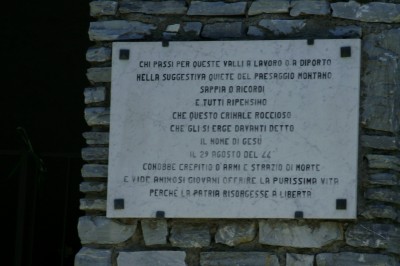 CHI PASSI PER QUESTE VALLI A LAVORO O A DIPORTO
NELLA SUGGESTIVA QUIETE DEL PAESAGGIO MONTANO
SAPPIA O RICORDI
E TUTTI RIPENSINO
CHE QUESTO CRINALE ROCCIOSO
CHE GLI SI ERGE DAVANTI DETTO
IL NOME DI GESÙ
IL 29 AGOSTO DEL 44
CONOBBE CREPITIO D'ARMI E STRAZIO DI MORTE
E VIDE ANIMOSI GIOVANI OFFRIRE LA PURISSIMA VITA
PERCHÈ LA PATRIA RISORGESSE A LIBERTÀ